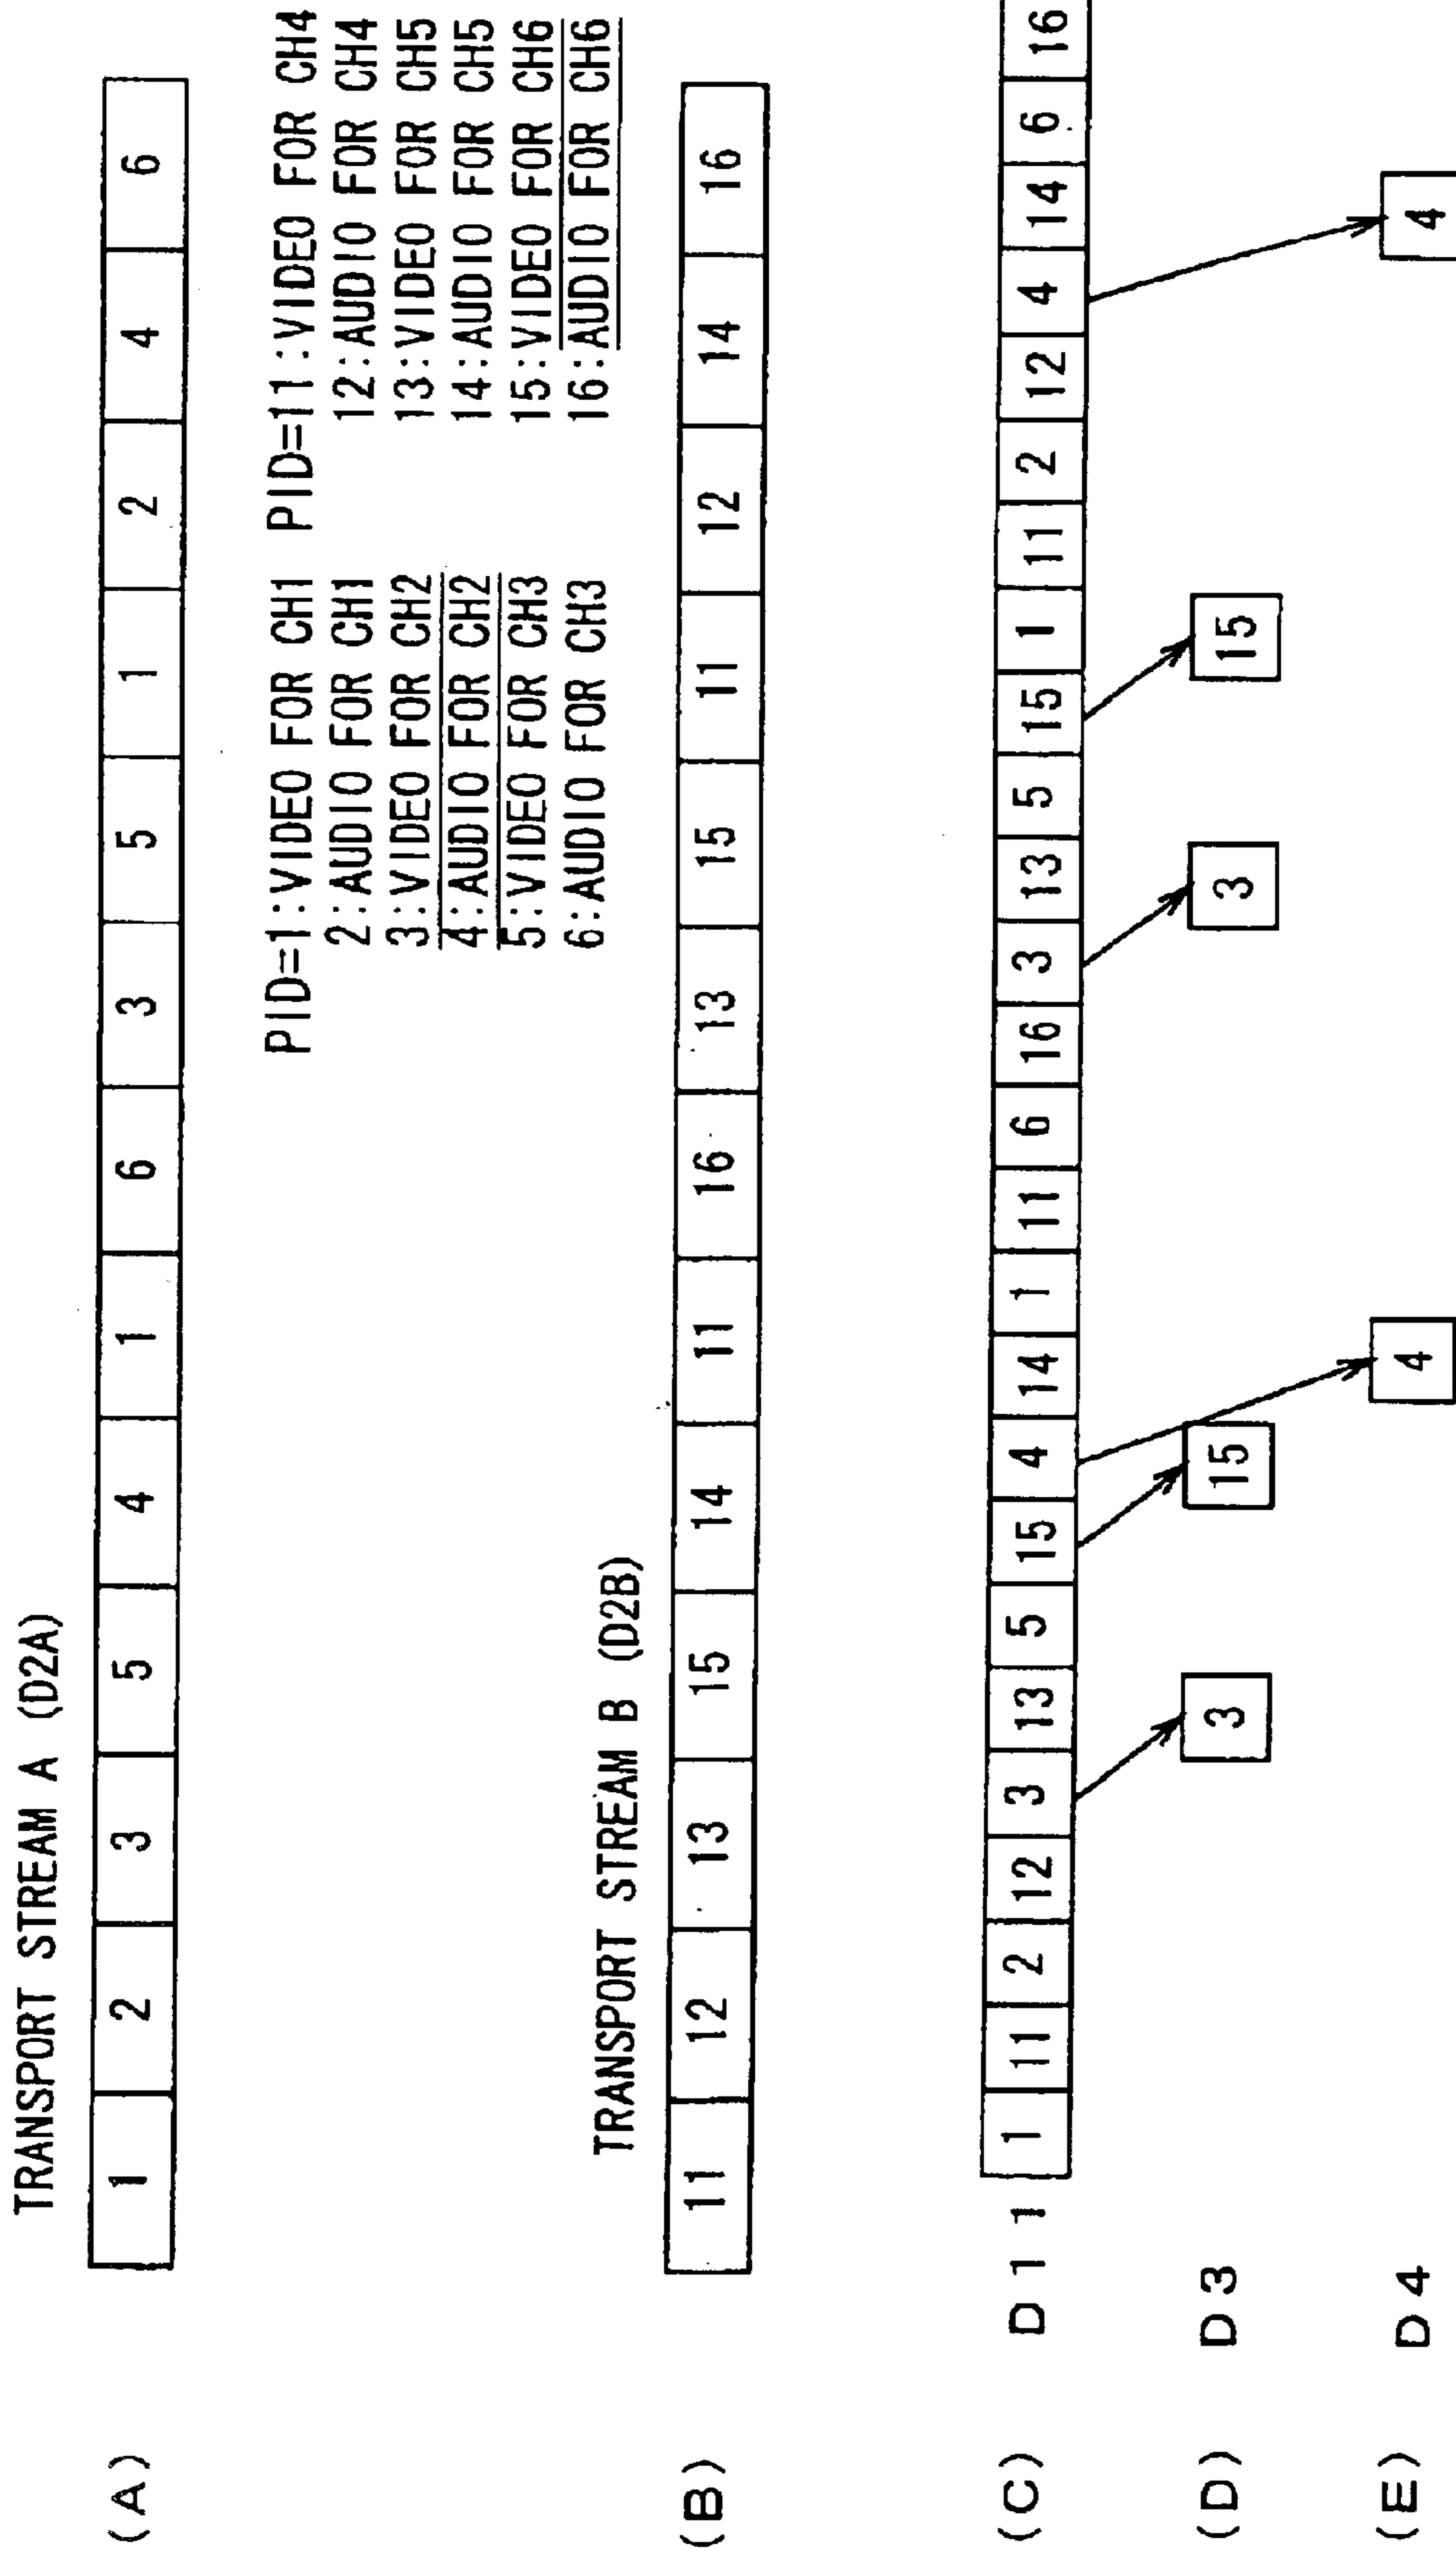 TRANSPORT STREAM A (D2A)
(A) 1 2 3 5 4 1 6 3 5 1 2 4 6
PID=1:VIDEO FOR CH1 PID=11:VIDEO FOR CH4
2:AUDIO FOR CH1 12:AUDIO FOR CH4
3:VIDEO FOR CH2 13:VIDEO FOR CH5
4:AUDIO FOR CH2 14:AUDIO FOR CH5
5:VIDEO FOR CH3 15:VIDEO FOR CH6
6:AUDIO FOR CH3 16:AUDIO FOR CH6
TRANSPORT STREAM B (D2B)
(B) 11 12 13 15 14 11 16 13 15 11 12 14 16
(C) D11 1 11 2 12 3 13 5 15 4 14 1 11 6 16 3 13 5 15 1 11 2 12 4 14 6 16
(D) D3 3 15 3 15
(E) D4 4 4